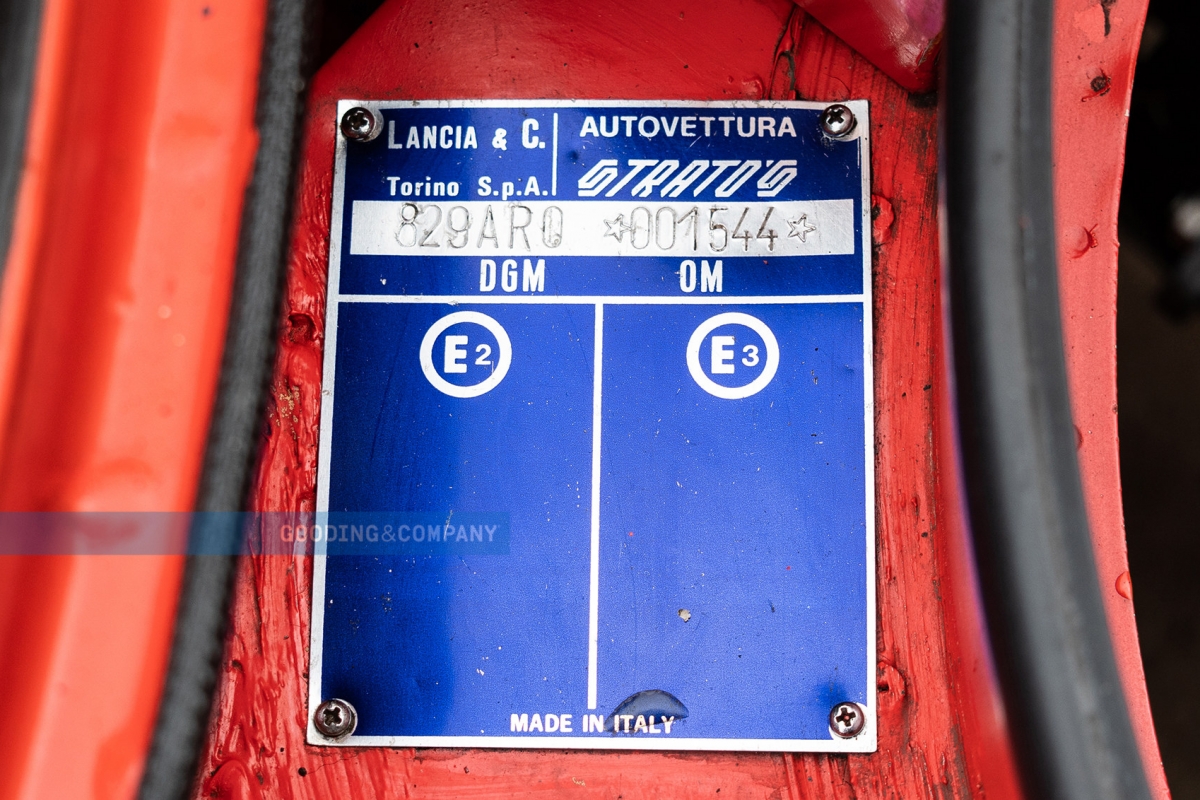 LANCIA & C.
Torino S.p.A.
AUTOVETTURA
STRATO'S
829AR0 ☆001544☆
DGM OM
E2 E3
GOODING&COMPANY
MADE IN ITALY